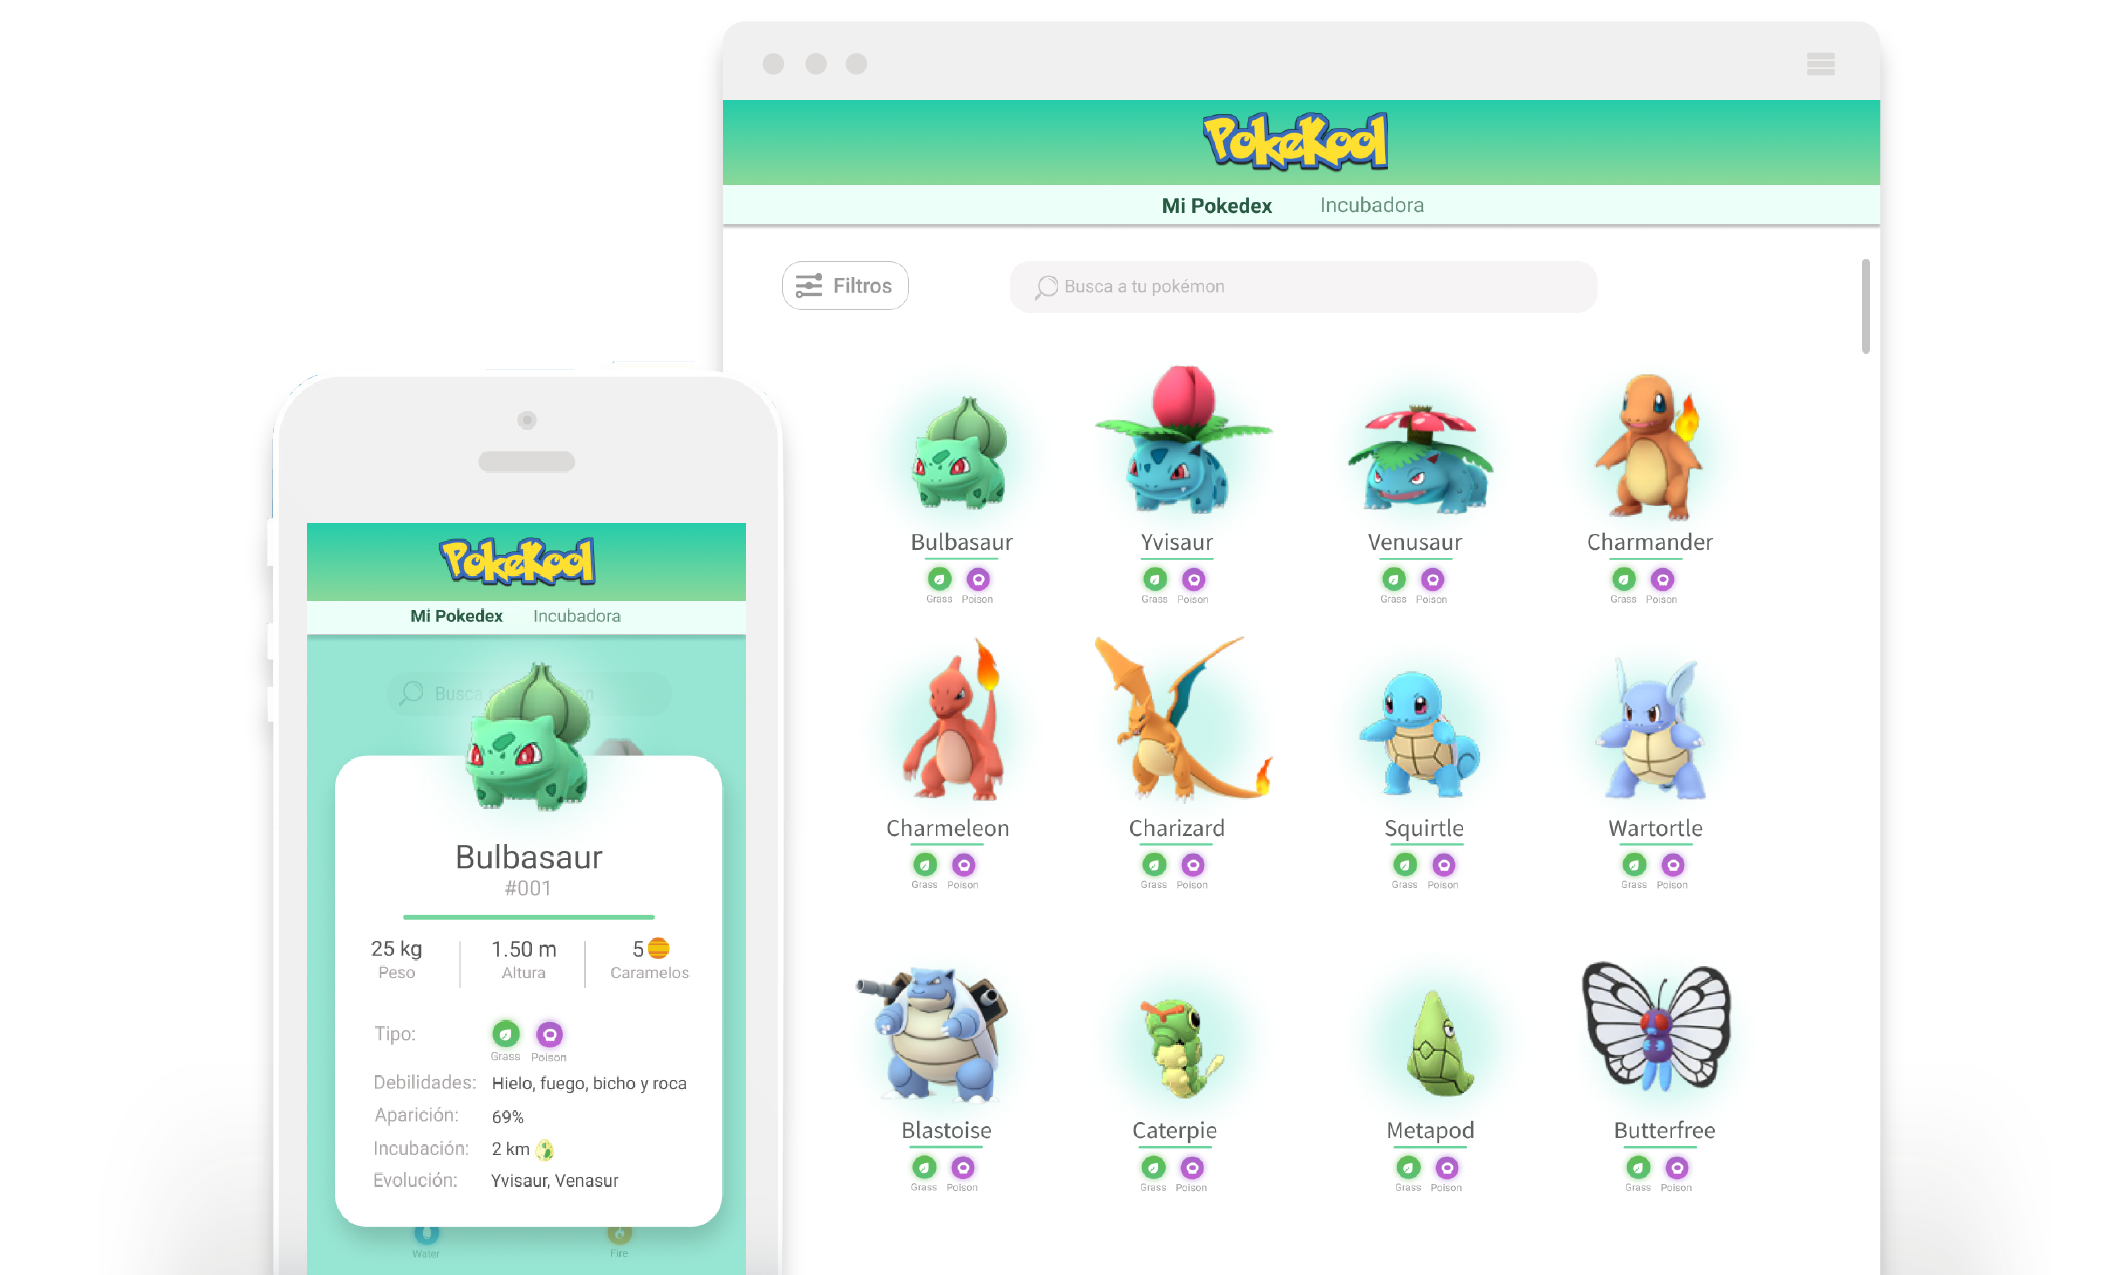 PokeKool
Mi Pokedex Incubadora
Filtros
Busca a tu pokémon
Bulbasaur Yvisaur Venusaur Charmander
Grass Poison Grass Poison Grass Poison Grass Poison
Charmeleon Charizard Squirtle Wartortle
Grass Poison Grass Poison Grass Poison Grass Poison
Blastoise Caterpie Metapod Butterfree
Grass Poison Grass Poison Grass Poison Grass Poison
PokeKool
Mi Pokedex Incubadora
Busca
Bulbasaur
#001
25 kg 1.50 m 5
Peso Altura Caramelos
Tipo:
Grass Poison
Debilidades: Hielo, fuego, bicho y roca
Aparición: 69%
Incubación: 2 km
Evolución: Yvisaur, Venasur
Water Fire